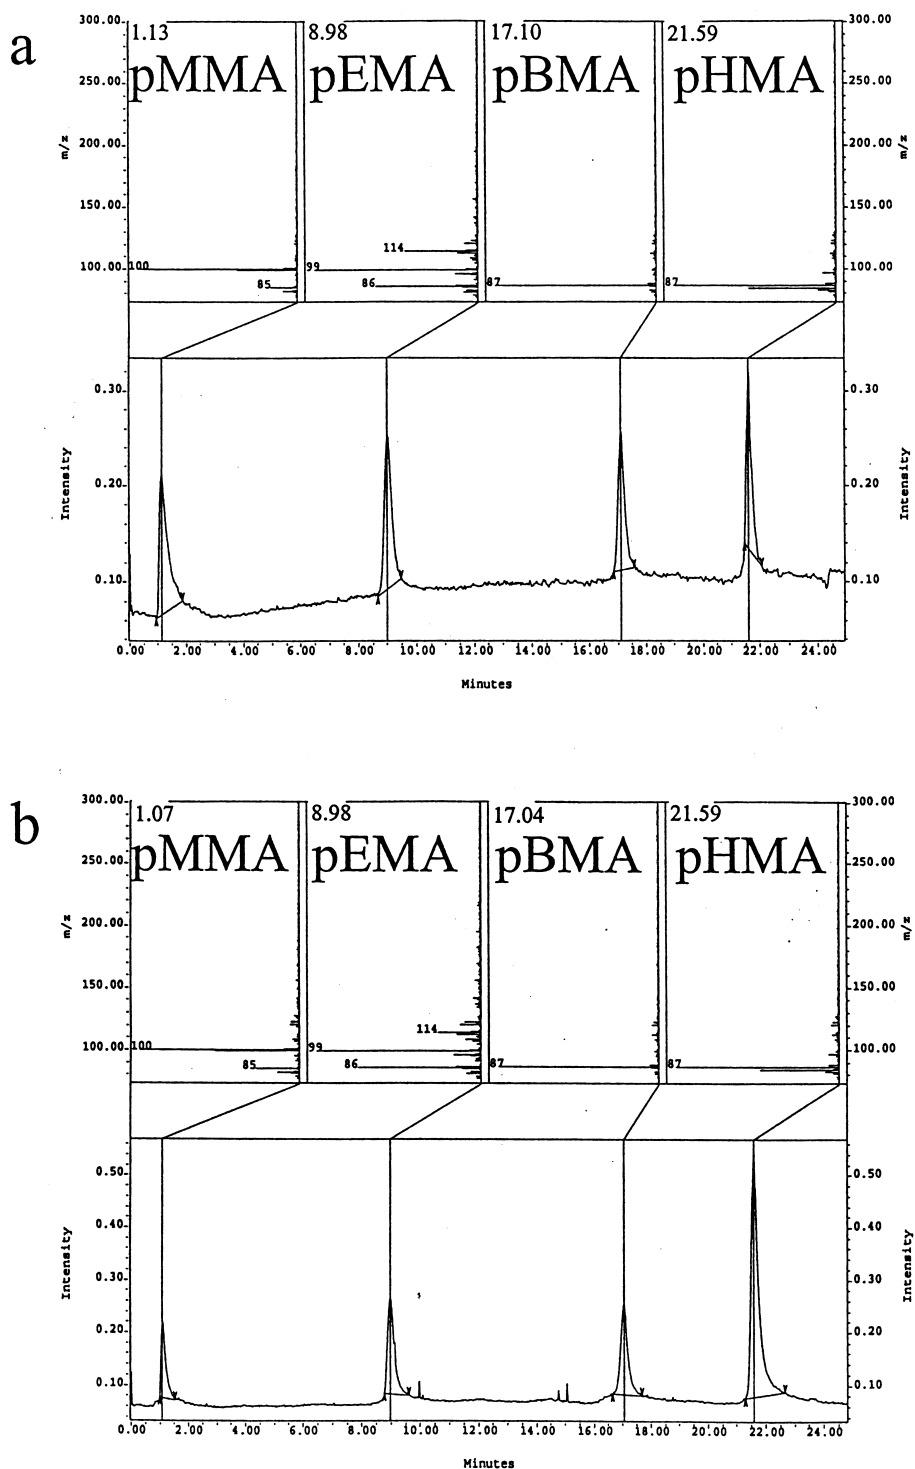 a
300.00 1.13 8.98 17.10 21.59 300.00
pMMA pEMA pBMA pHMA
250.00 250.00
200.00 200.00
m/z m/z
150.00 150.00
114
100.00 100 99 100.00
85 86 87 87
0.30 0.30
Intensity Intensity
0.20 0.20
0.10 0.10
0.00 2.00 4.00 6.00 8.00 10.00 12.00 14.00 16.00 18.00 20.00 22.00 24.00
Minutes
b
300.00 1.07 8.98 17.04 21.59 300.00
pMMA pEMA pBMA pHMA
250.00 250.00
200.00 200.00
m/z m/z
150.00 150.00
114
100.00 100 99 100.00
85 86 87 87
0.50 0.50
0.40 0.40
Intensity Intensity
0.30 0.30
0.20 0.20
0.10 0.10
0.00 2.00 4.00 6.00 8.00 10.00 12.00 14.00 16.00 18.00 20.00 22.00 24.00
Minutes